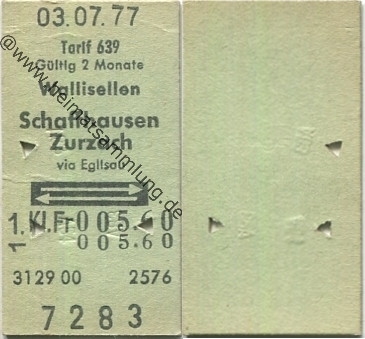 03.07.77
Tarif 639
Gültig 2 Monate
Wallisellen
Schaffhausen
Zurzach
via Eglisau
1. Kl. Fr 005.60
1 005.60
3129 00 2576
7283
@www.heimatsammlung.de